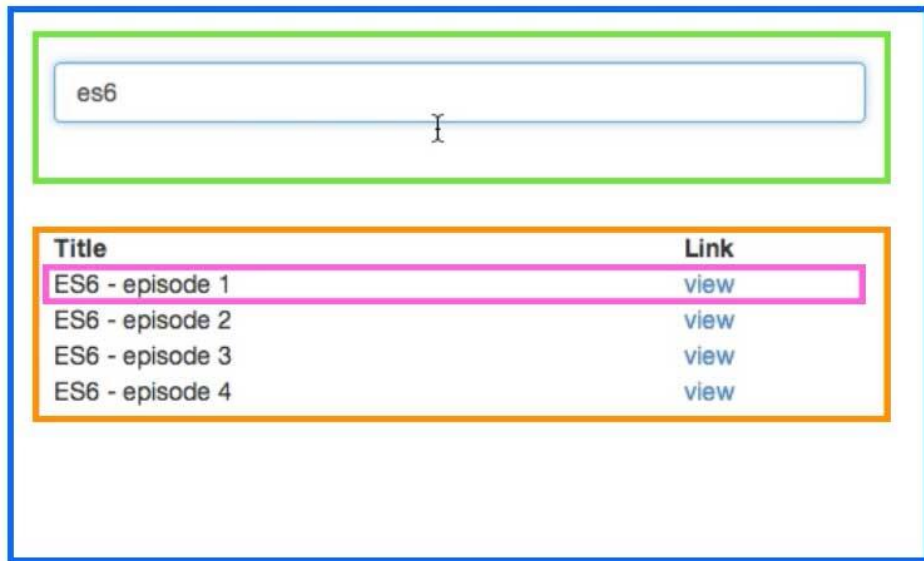 es6
Title Link
ES6 - episode 1 view
ES6 - episode 2 view
ES6 - episode 3 view
ES6 - episode 4 view